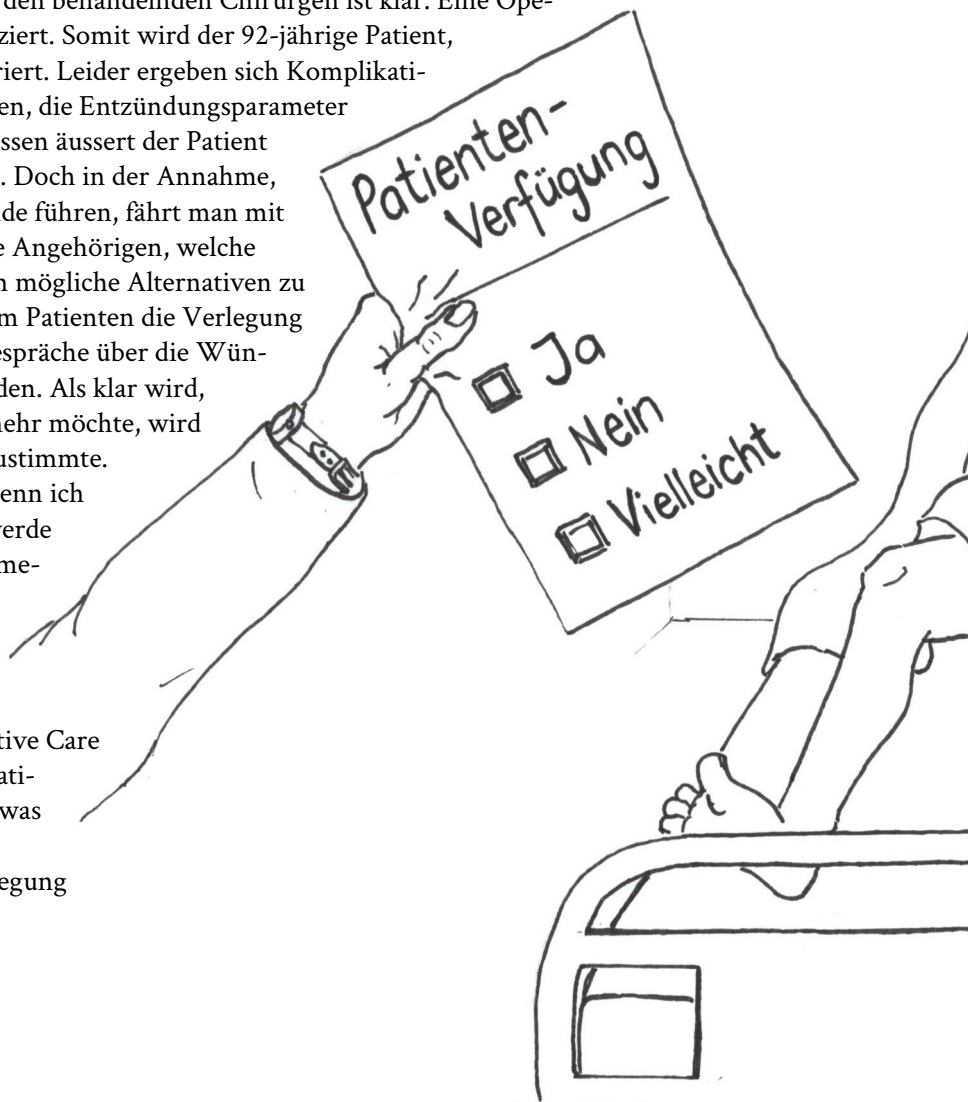 den behandelnden Chirurgen ist klar: Eine Ope-
ziert. Somit wird der 92-jährige Patient,
riert. Leider ergeben sich Komplikati-
en, die Entzündungsparameter
ssen äussert der Patient
. Doch in der Annahme,
de führen, fährt man mit
e Angehörigen, welche
n mögliche Alternativen zu
m Patienten die Verlegung
espräche über die Wün-
den. Als klar wird,
nehr möchte, wird
ustimmte.
venn ich
verde
me-
tive Care
ati-
was
egung
Patienten-
Verfügung
Ja
Nein
Vielleicht